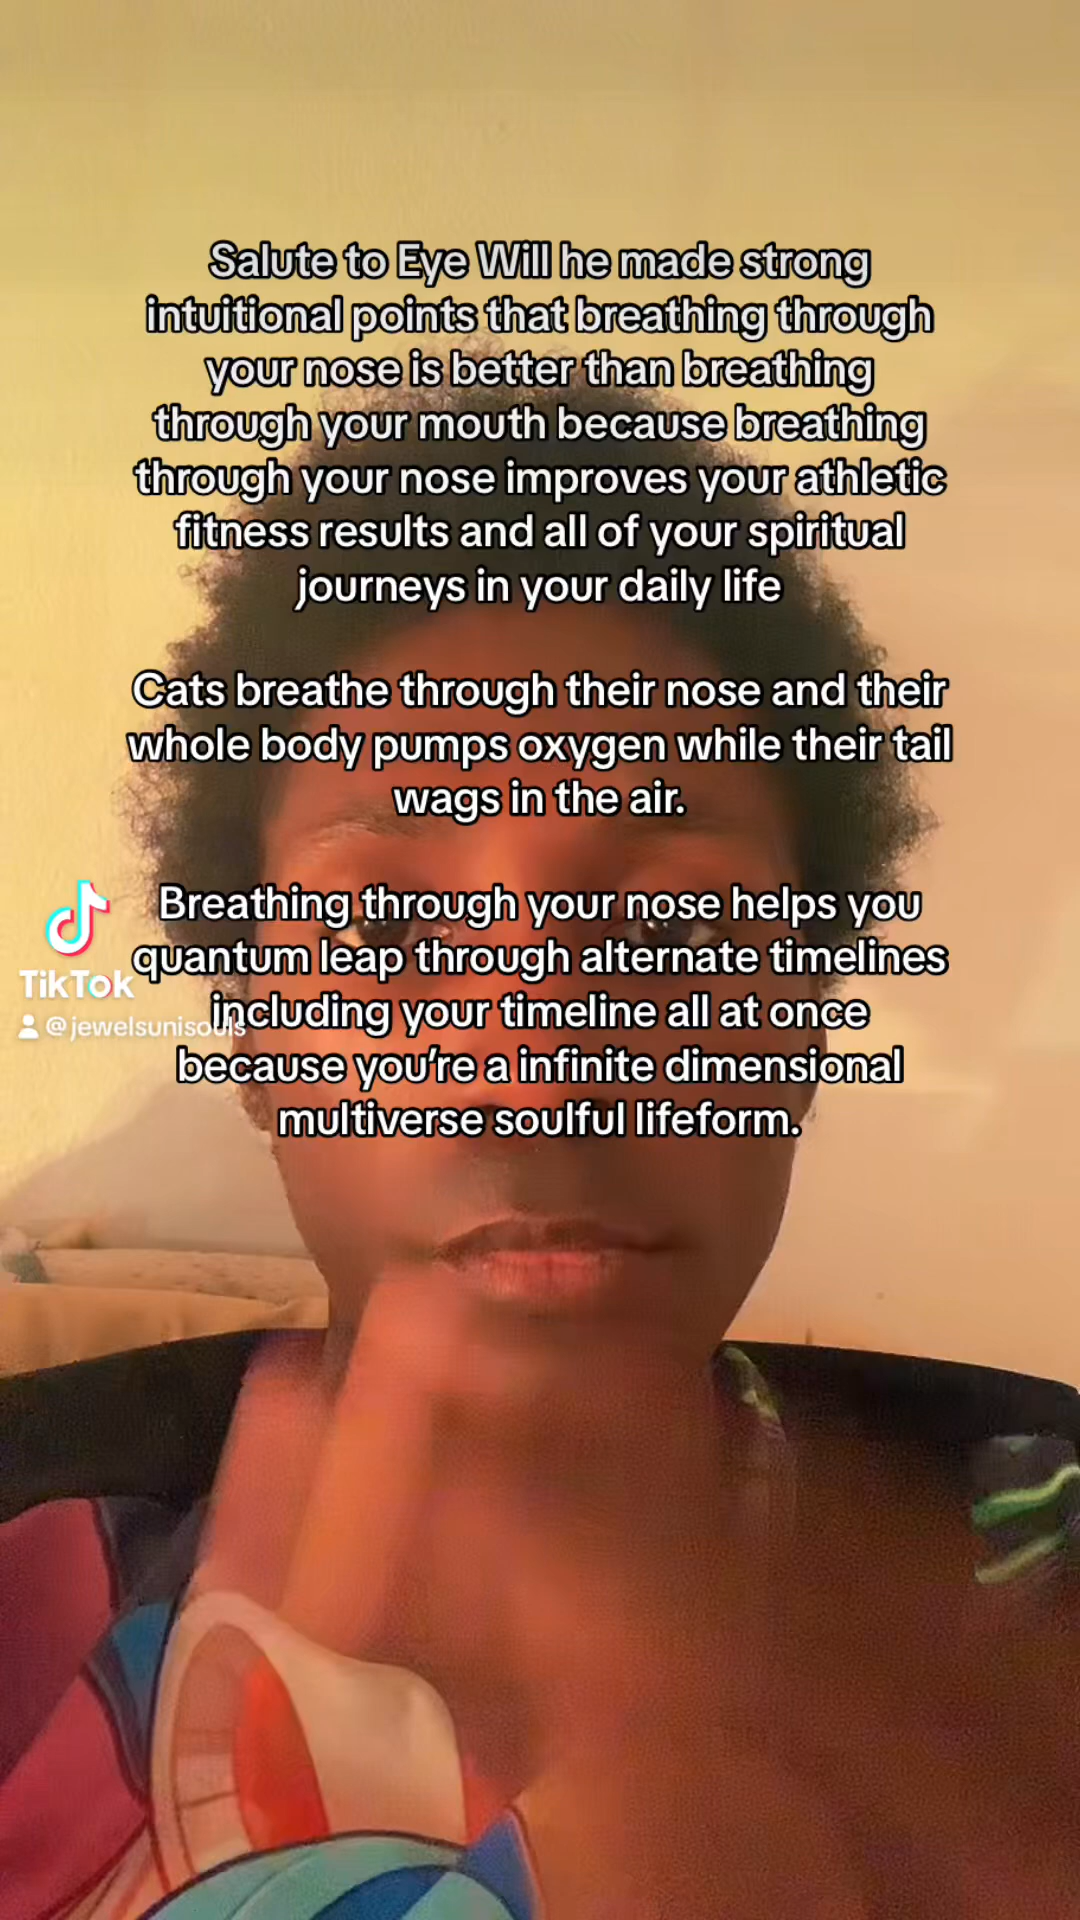 Salute to Eye Will he made strong
intuitional points that breathing through
your nose is better than breathing
through your mouth because breathing
through your nose improves your athletic
fitness results and all of your spiritual
journeys in your daily life
Cats breathe through their nose and their
whole body pumps oxygen while their tail
wags in the air.
Breathing through your nose helps you
quantum leap through alternate timelines
including your timeline all at once
because you're a infinite dimensional
multiverse soulful lifeform.
TikTok
@jewelsunisouls